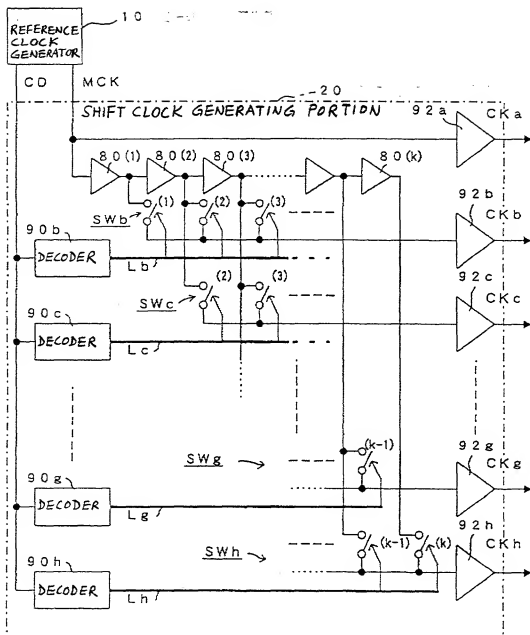 10
REFERENCE
CLOCK
GENERATOR
CD
MCK
20
SHIFT CLOCK GENERATING PORTION
92a
CKa
80(1)
80(2)
80(3)
80(k)
(1)
(2)
(3)
SWb
92b
CKb
90b
DECODER
Lb
(2)
(3)
SWc
92c
CKc
90c
DECODER
Lc
(k-1)
SWg
92g
CKg
90g
DECODER
Lg
(k-1)
(k)
SWh
92h
CKh
90h
DECODER
Lh